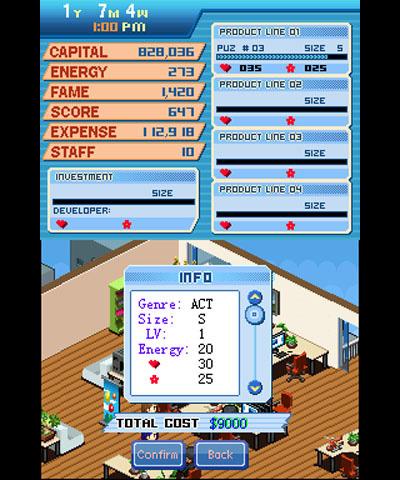 1Y 7M 4W
1:00 PM
CAPITAL 828,036
ENERGY 273
FAME 1,420
SCORE 647
EXPENSE 112,918
STAFF 10
INVESTMENT
SIZE
DEVELOPER:
PRODUCT LINE 01
PUZ #03 SIZE S
035 025
PRODUCT LINE 02
SIZE
PRODUCT LINE 03
SIZE
PRODUCT LINE 04
SIZE
INFO
Genre: ACT
Size: S
LV: 1
Energy: 20
30
25
TOTAL COST $9000
Confirm Back